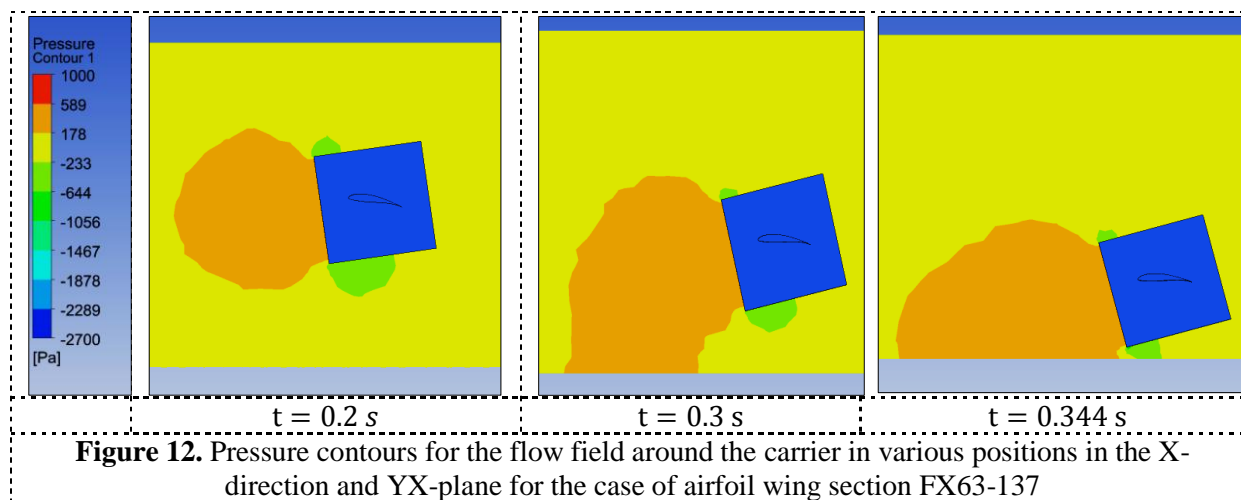 Pressure
Contour 1
1000
589
178
-233
-644
-1056
-1467
-1878
-2289
-2700
[Pa]
t = 0.2 s
t = 0.3 s
t = 0.344 s
Figure 12. Pressure contours for the flow field around the carrier in various positions in the X-
direction and YX-plane for the case of airfoil wing section FX63-137